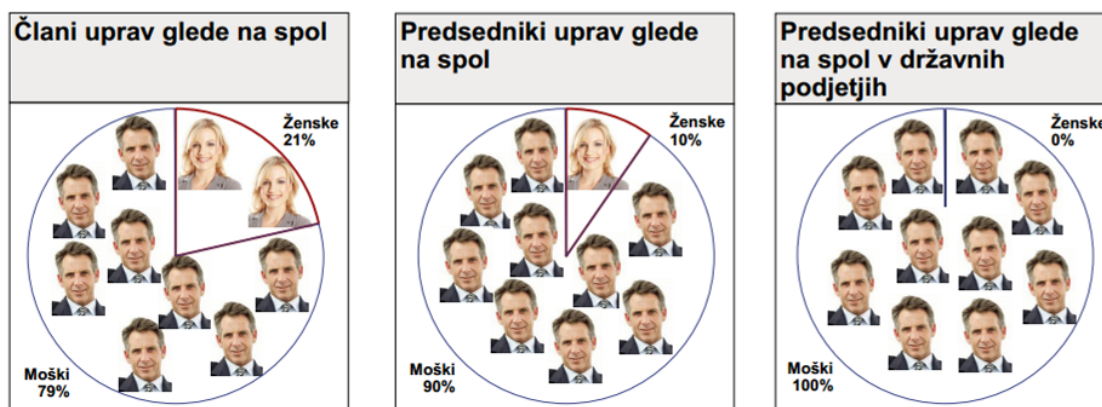 Člani uprav glede na spol
Ženske
21%
Moški
79%
Predsedniki uprav glede
na spol
Ženske
10%
Moški
90%
Predsedniki uprav glede
na spol v državnih
podjetjih
Ženske
0%
Moški
100%